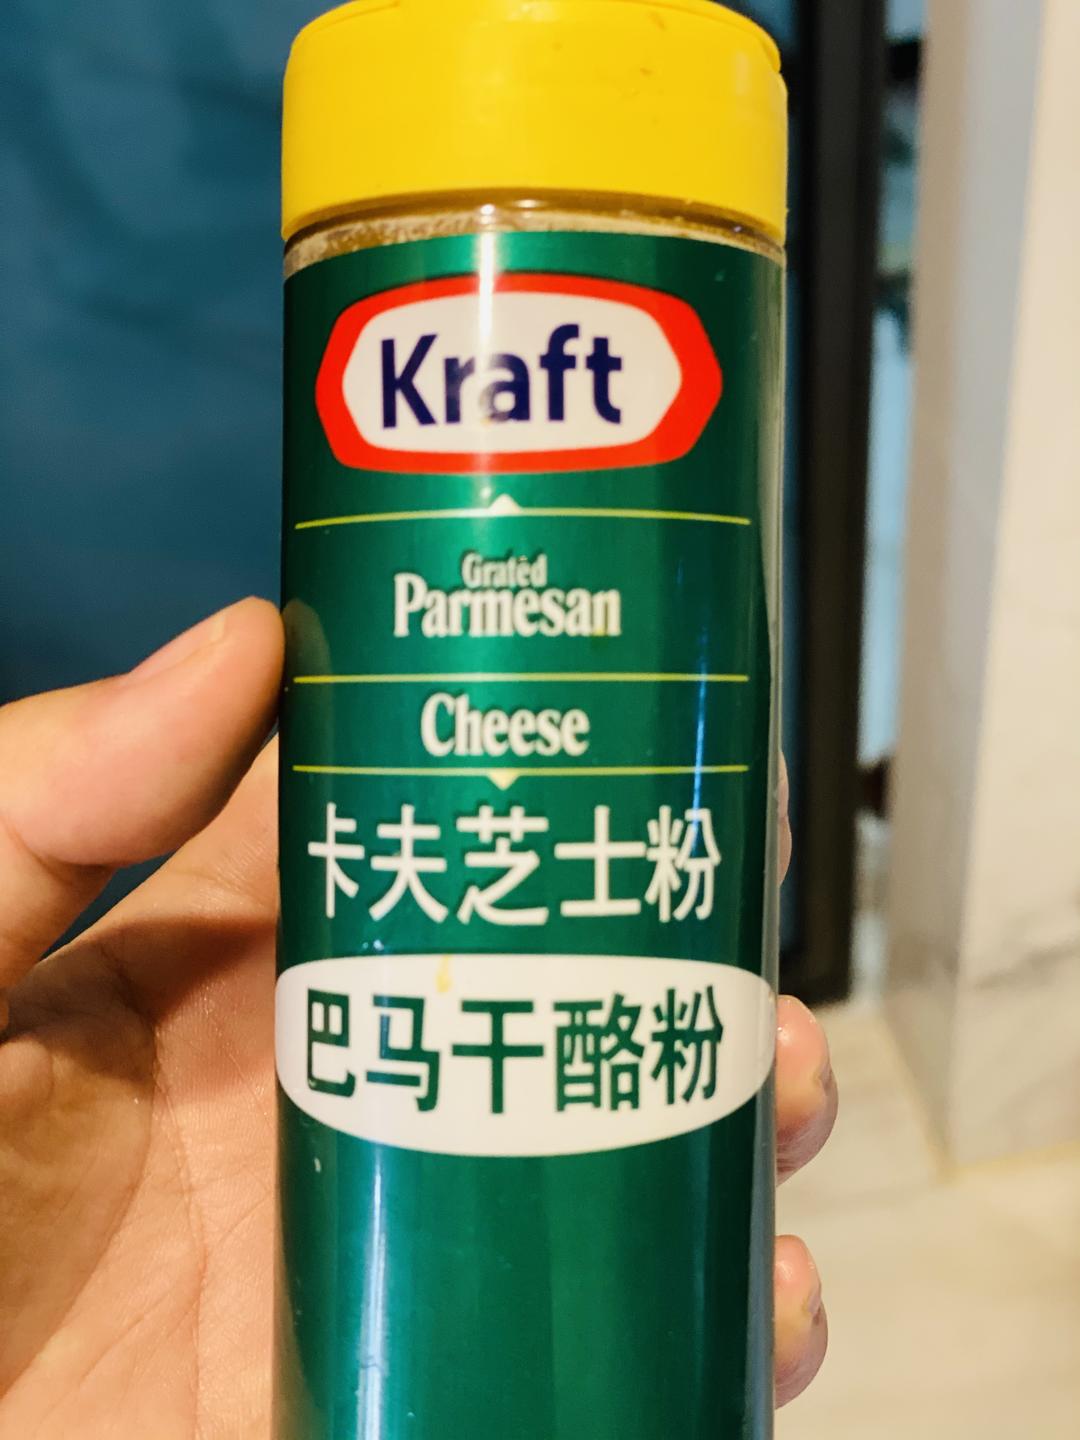 Kraft
Grated
Parmesan
Cheese
卡夫芝士粉
巴马干酪粉